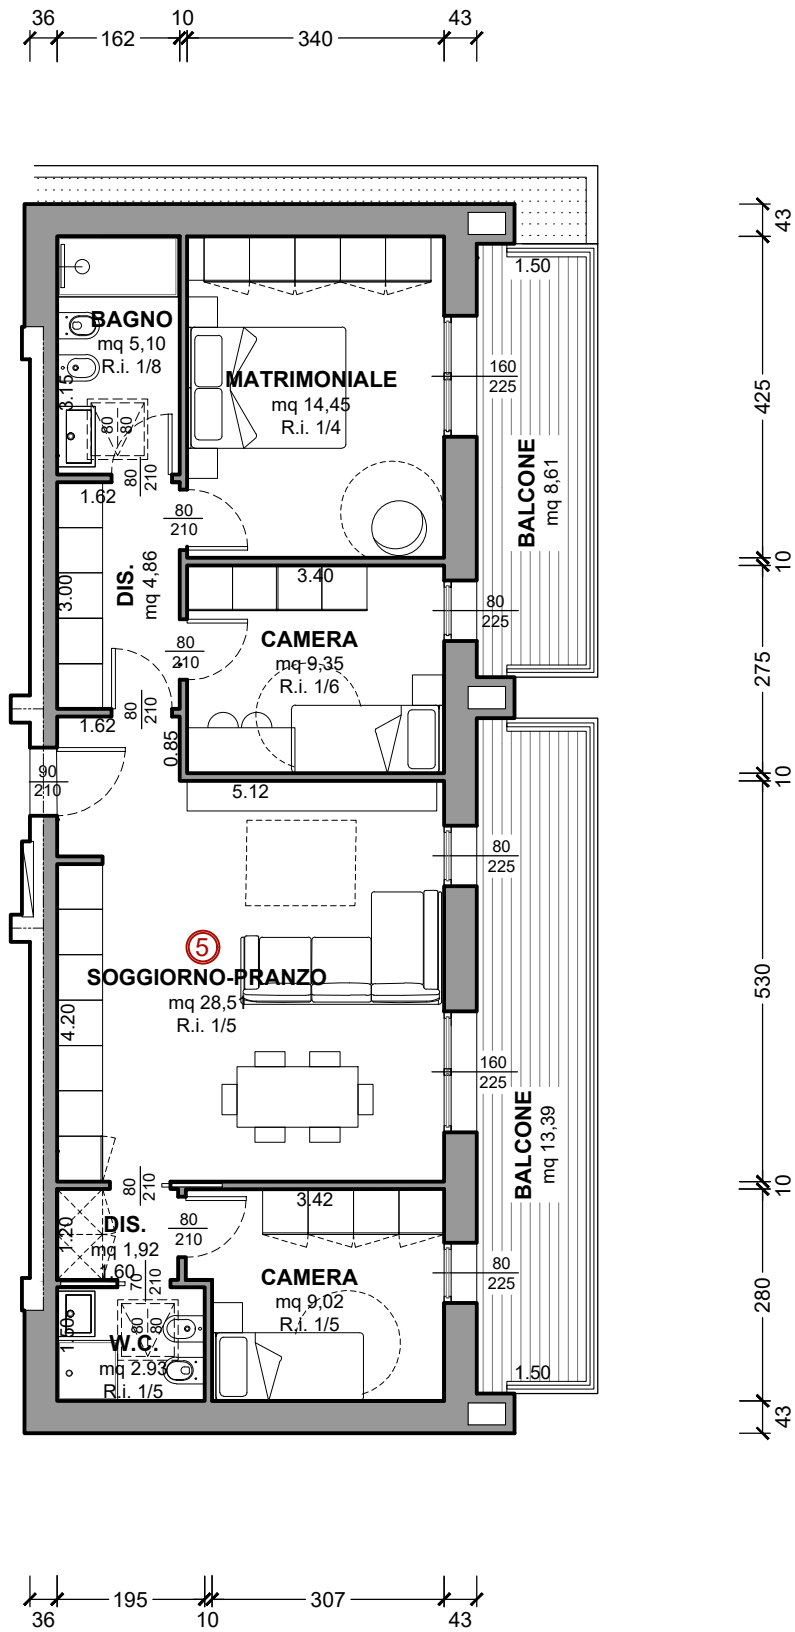 36
162
10
340
43
43
1.50
BAGNO
mq 5,10
R.i. 1/8
3.15
80
80
80
210
1.62
MATRIMONIALE
mq 14,45
R.i. 1/4
160
225
80
210
BALCONE
mq 8,61
425
10
DIS.
mq 4,86
3.00
3.40
CAMERA
mq 9,35
R.i. 1/6
80
225
80
210
275
80
210
1.62
0.85
90
210
5.12
10
80
225
5
SOGGIORNO-PRANZO
mq 28,51
R.i. 1/5
4.20
530
160
225
BALCONE
mq 13,39
80
210
3.42
10
DIS.
mq 1,92
1.20
1.60
80
210
70
210
CAMERA
mq 9,02
R.i. 1/5
80
225
280
1.50
80
80
W.C.
mq 2.93
R.i. 1/5
1.50
43
36
195
10
307
43